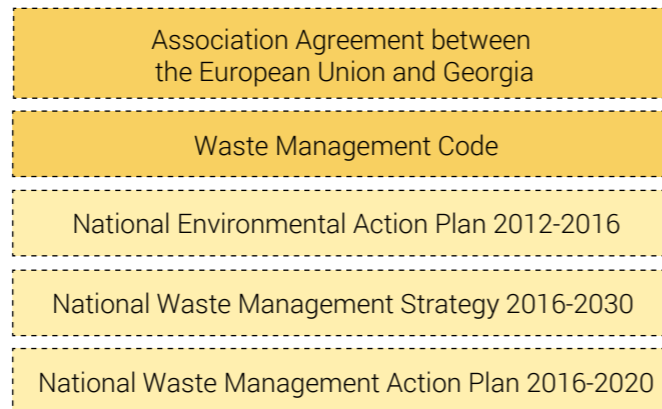 Association Agreement between
the European Union and Georgia
Waste Management Code
National Environmental Action Plan 2012-2016
National Waste Management Strategy 2016-2030
National Waste Management Action Plan 2016-2020